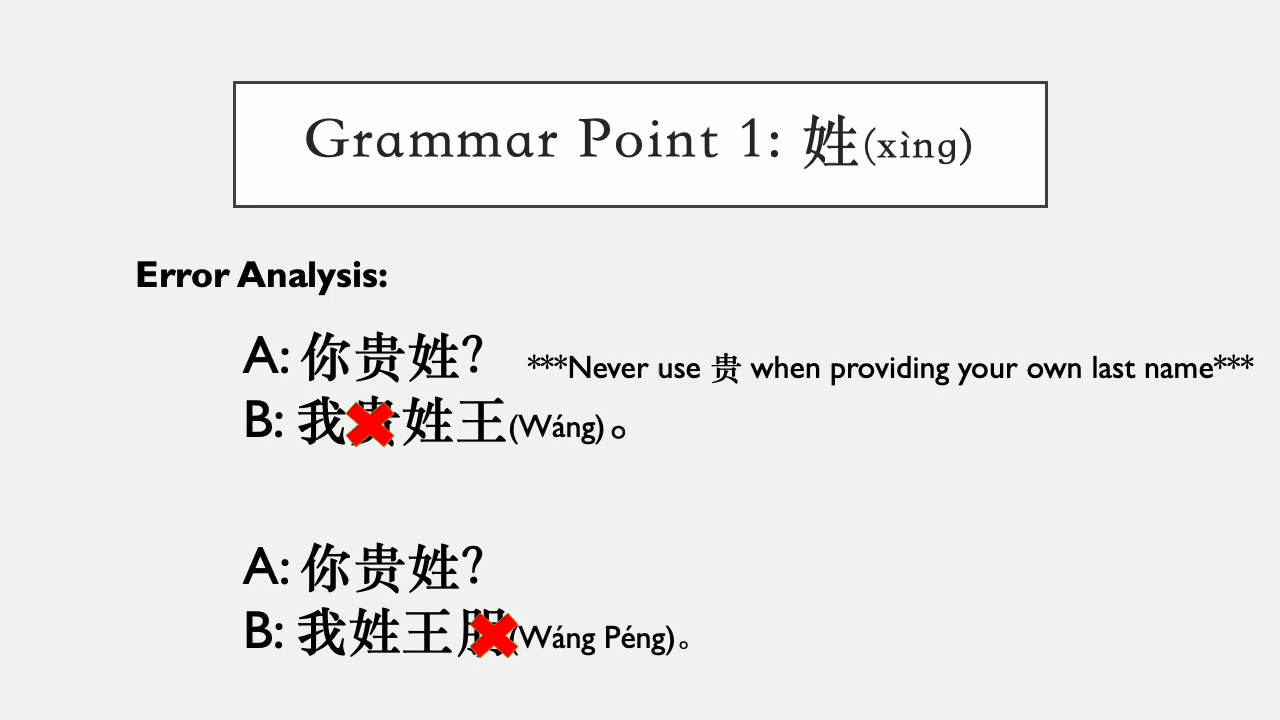 Grammar Point 1: 姓(xìng)
Error Analysis:
A: 你贵姓?
***Never use 贵 when providing your own last name***
B: 我贵姓王(Wáng)。
A: 你贵姓?
B: 我姓王朋(Wáng Péng)。